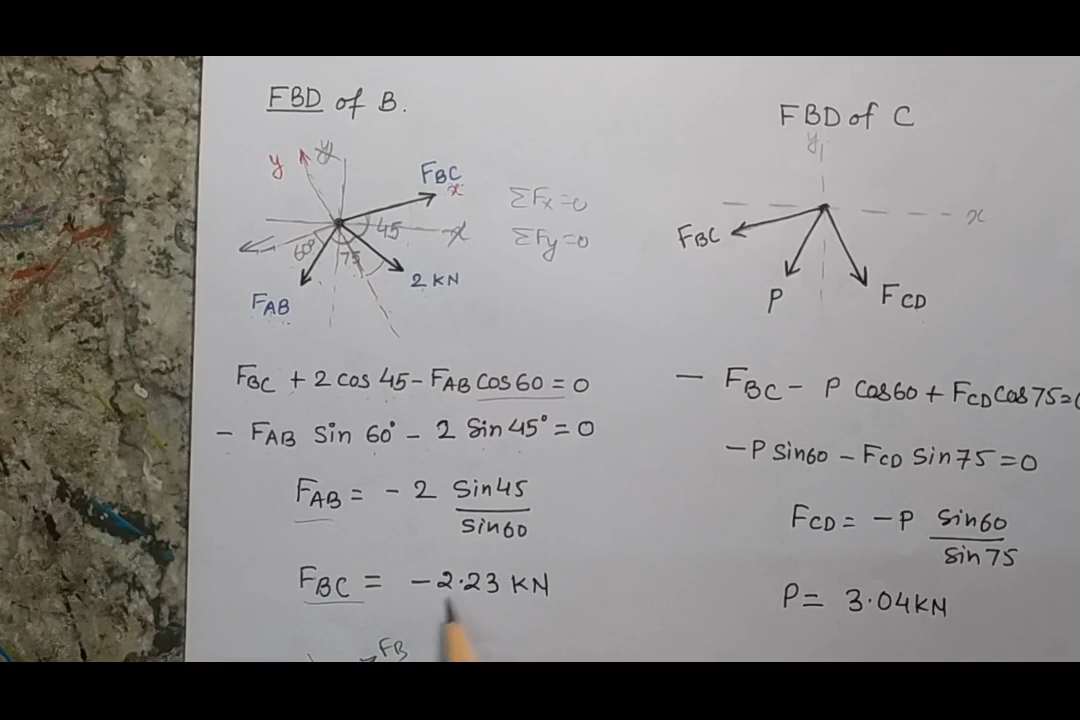 FBD of B.
y
y
FBC
x
45
x
60°
75
2 KN
FAB
ΣFx=0
ΣFy=0
FBC + 2 cos 45 - FAB cos 60 = 0
- FAB Sin 60° - 2 Sin 45° = 0
FAB = - 2 Sin45
sin60
FBC = -2.23 KN
FB
FBD of C
y
x
FBC
P
FCD
- FBC - P Cos60 + FCD Cos 75=0
-P Sin60 - FCD Sin 75 = 0
FCD = -P Sin60
Sin 75
P = 3.04KN